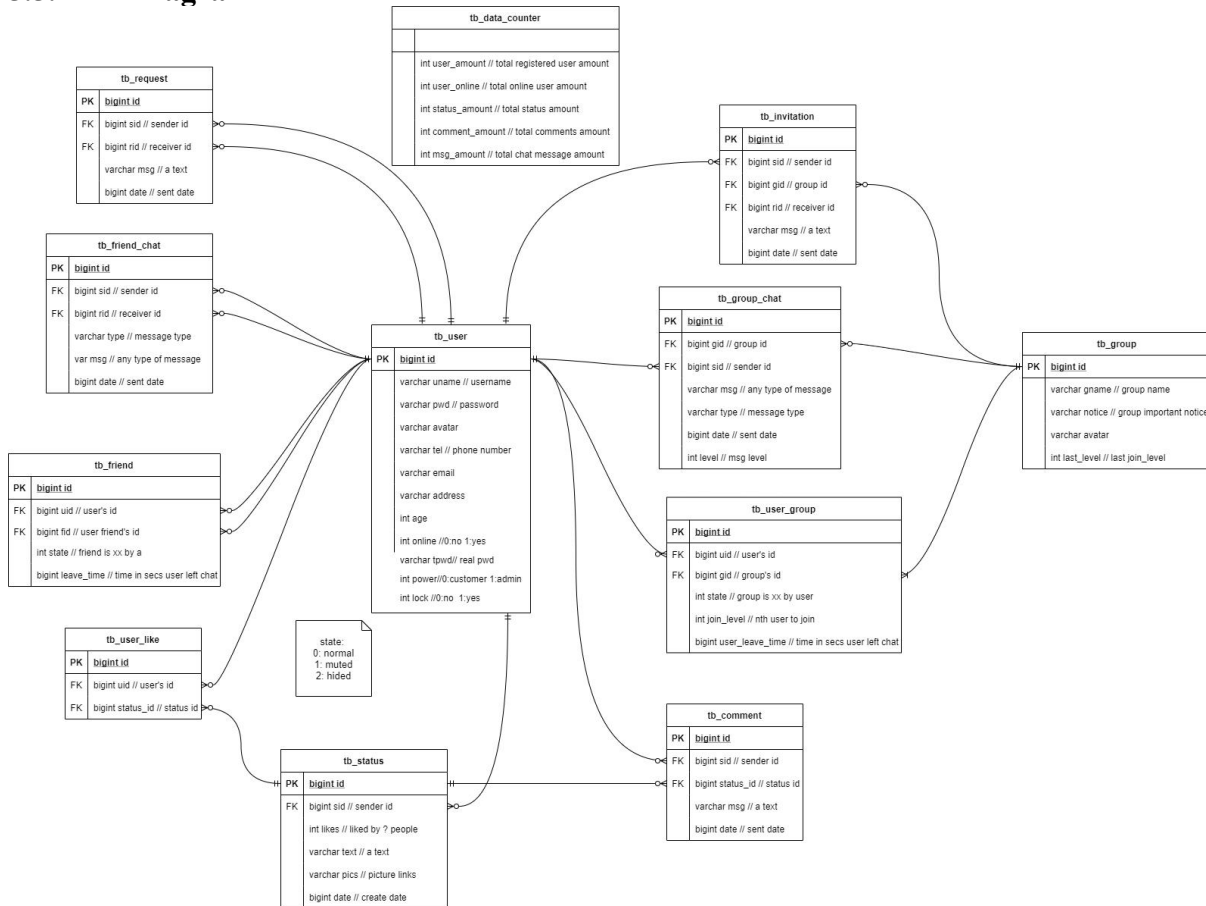 tb_data_counter
int user_amount // total registered user amount
int user_online // total online user amount
int status_amount // total status amount
int comment_amount // total comments amount
int msg_amount // total chat message amount
tb_request
PK bigint id
FK bigint sid // sender id
FK bigint rid // receiver id
varchar msg // a text
bigint date // sent date
tb_invitation
PK bigint id
FK bigint sid // sender id
FK bigint gid // group id
FK bigint rid // receiver id
varchar msg // a text
bigint date // sent date
tb_friend_chat
PK bigint id
FK bigint sid // sender id
FK bigint rid // receiver id
varchar type // message type
var msg // any type of message
bigint date // sent date
tb_group_chat
PK bigint id
FK bigint gid // group id
FK bigint sid // sender id
varchar msg // any type of message
varchar type // message type
bigint date // sent date
int level // msg level
tb_user
PK bigint id
varchar uname // username
varchar pwd // password
varchar avatar
varchar tel // phone number
varchar email
varchar address
int age
int online //0:no 1:yes
varchar tpwd// real pwd
int power//0:customer 1:admin
int lock //0:no 1:yes
tb_group
PK bigint id
varchar gname // group name
varchar notice // group important notice
varchar avatar
int last_level // last join_level
tb_friend
PK bigint id
FK bigint uid // user's id
FK bigint fid // user friend's id
int state // friend is xx by a
bigint leave_time // time in secs user left chat
tb_user_group
PK bigint id
FK bigint uid // user's id
FK bigint gid // group's id
int state // group is xx by user
int join_level // nth user to join
bigint user_leave_time // time in secs user left chat
tb_user_like
PK bigint id
FK bigint uid // user's id
FK bigint status_id // status id
state:
0: normal
1: muted
2: hided
tb_comment
PK bigint id
FK bigint sid // sender id
FK bigint status_id // status id
varchar msg // a text
bigint date // sent date
tb_status
PK bigint id
FK bigint sid // sender id
int likes // liked by ? people
varchar text // a text
varchar pics // picture links
bigint date // create date